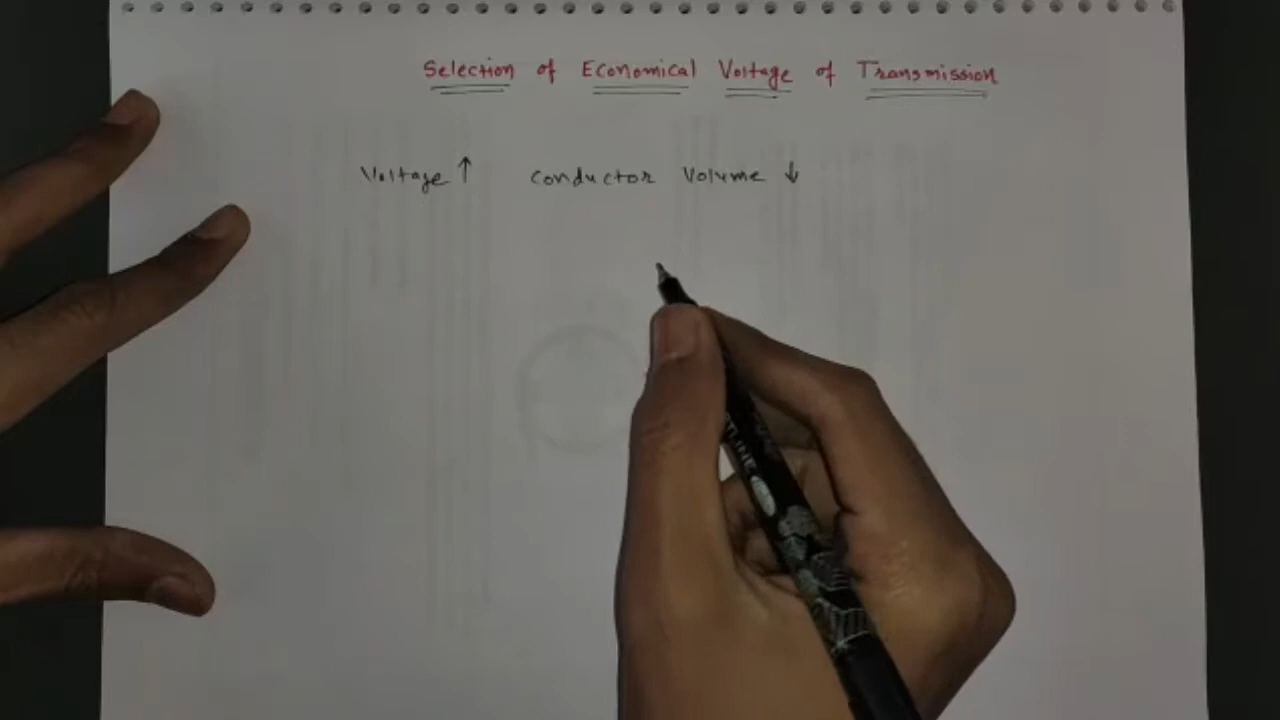 Selection of Economical Voltage of Transmission
Voltage ↑ Conductor Volume ↓